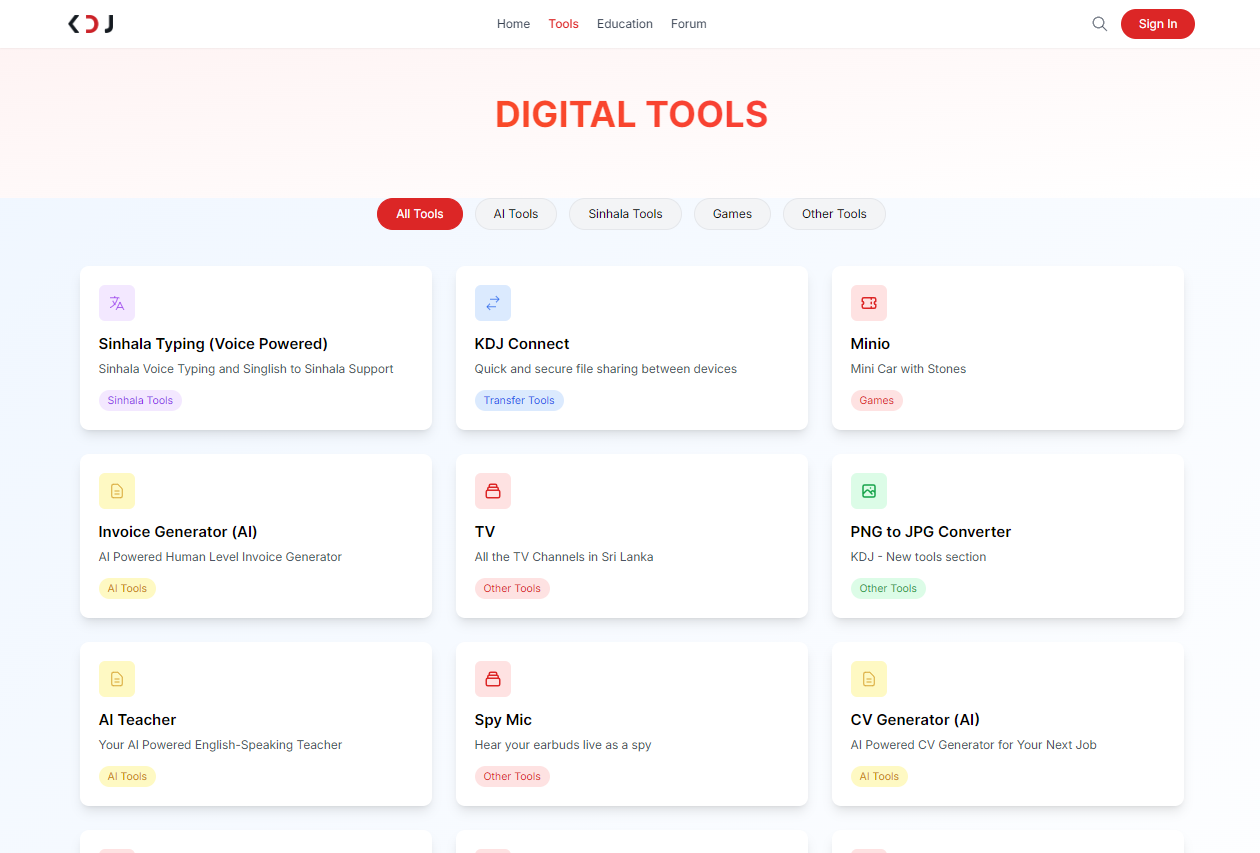 KDJ
Home Tools Education Forum
Sign In
DIGITAL TOOLS
All Tools AI Tools Sinhala Tools Games Other Tools
Sinhala Typing (Voice Powered)
Sinhala Voice Typing and Singlish to Sinhala Support
Sinhala Tools
KDJ Connect
Quick and secure file sharing between devices
Transfer Tools
Minio
Mini Car with Stones
Games
Invoice Generator (AI)
AI Powered Human Level Invoice Generator
AI Tools
TV
All the TV Channels in Sri Lanka
Other Tools
PNG to JPG Converter
KDJ - New tools section
Other Tools
AI Teacher
Your AI Powered English-Speaking Teacher
AI Tools
Spy Mic
Hear your earbuds live as a spy
Other Tools
CV Generator (AI)
AI Powered CV Generator for Your Next Job
AI Tools